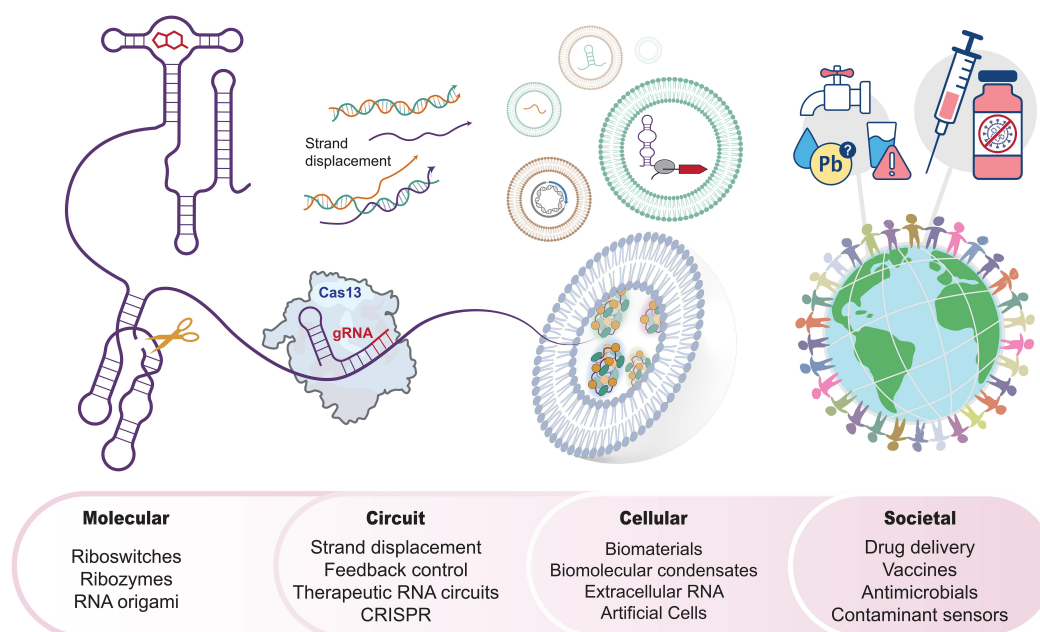 Strand
displacement
Cas13
gRNA
Pb
?
!
Molecular
Riboswitches
Ribozymes
RNA origami
Circuit
Strand displacement
Feedback control
Therapeutic RNA circuits
CRISPR
Cellular
Biomaterials
Biomolecular condensates
Extracellular RNA
Artificial Cells
Societal
Drug delivery
Vaccines
Antimicrobials
Contaminant sensors